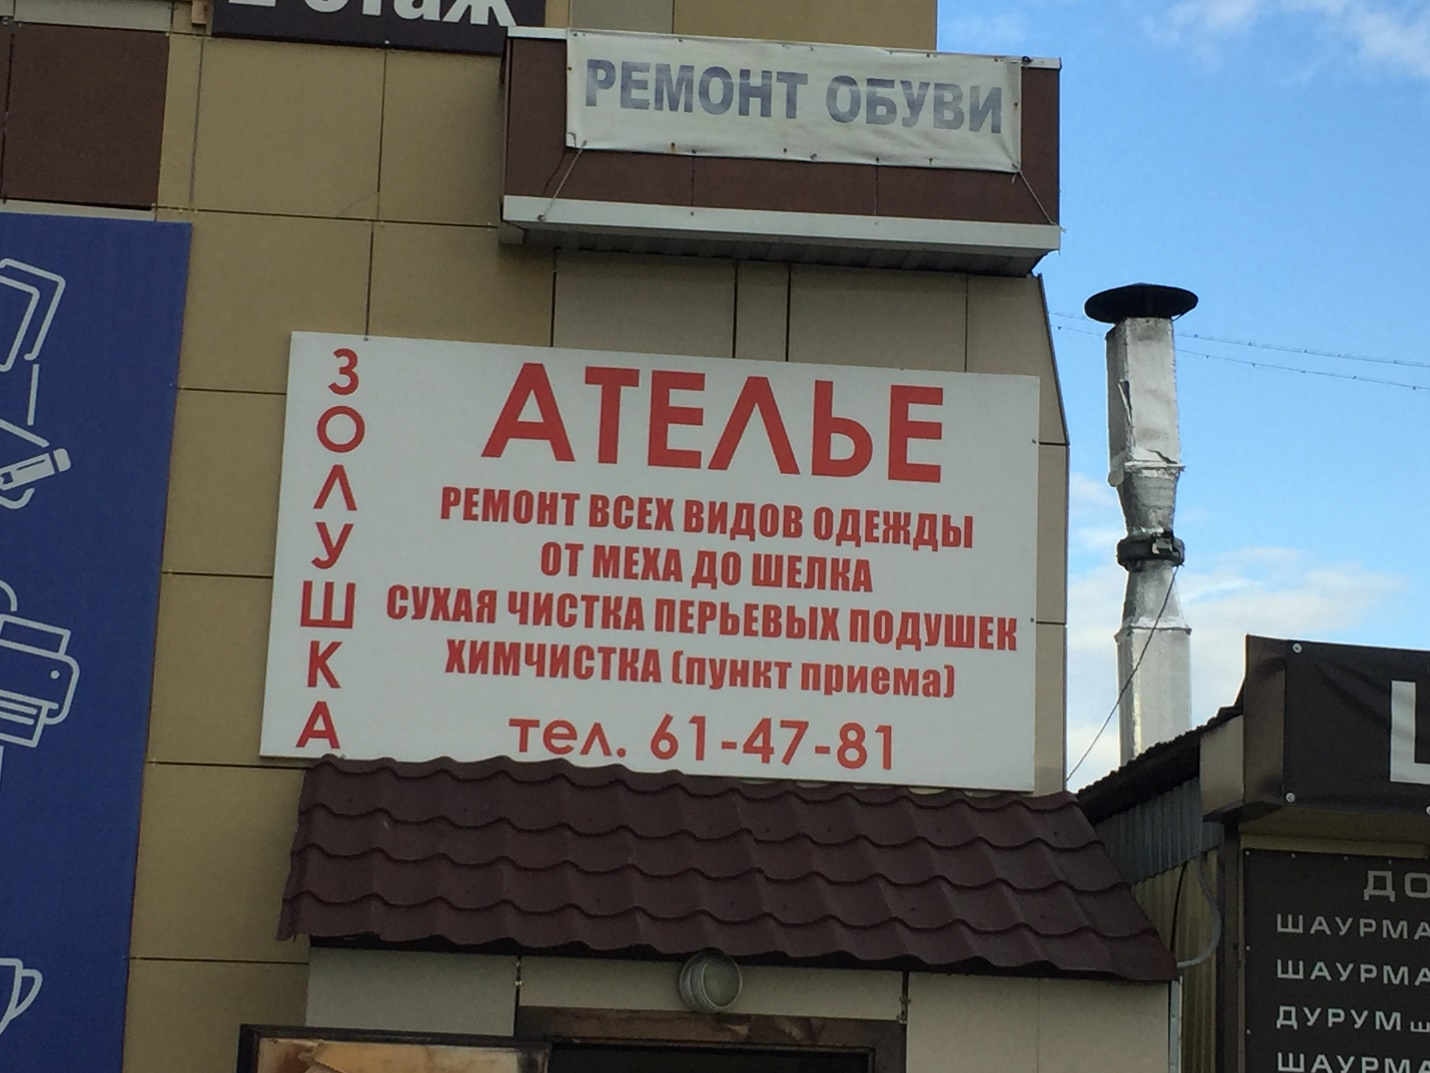 этаж
РЕМОНТ ОБУВИ
ЗОЛУШКА
АТЕЛЬЕ
РЕМОНТ ВСЕХ ВИДОВ ОДЕЖДЫ
ОТ МЕХА ДО ШЕЛКА
СУХАЯ ЧИСТКА ПЕРЬЕВЫХ ПОДУШЕК
ХИМЧИСТКА (пункт приема)
тел. 61-47-81
ШАУРМА
ШАУРМА
ДУРУМ
ШАУРМА